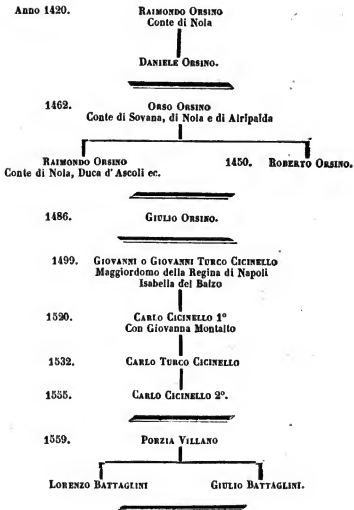 Anno 1420. RAIMONDO ORSINO
Conte di Nola
DANIELE ORSINO.
1462. ORSO ORSINO
Conte di Sovana, di Nola e di Airipalda
RAIMONDO ORSINO 1450. ROBERTO ORSINO.
Conte di Nola, Duca d'Ascoli ec.
1486. GIULIO ORSINO.
1499. GIOVANNI O GIOVANNI TURCO CICINELLO
Maggiordomo della Regina di Napoli
Isabella del Balzo
1520. CARLO CICINELLO 1º
Con Giovanna Montalto
1532. CARLO TURCO CICINELLO
1555. CARLO CICINELLO 2º.
1559. PORZIA VILLANO
LORENZO BATTAGLINI GIULIO BATTAGLINI.